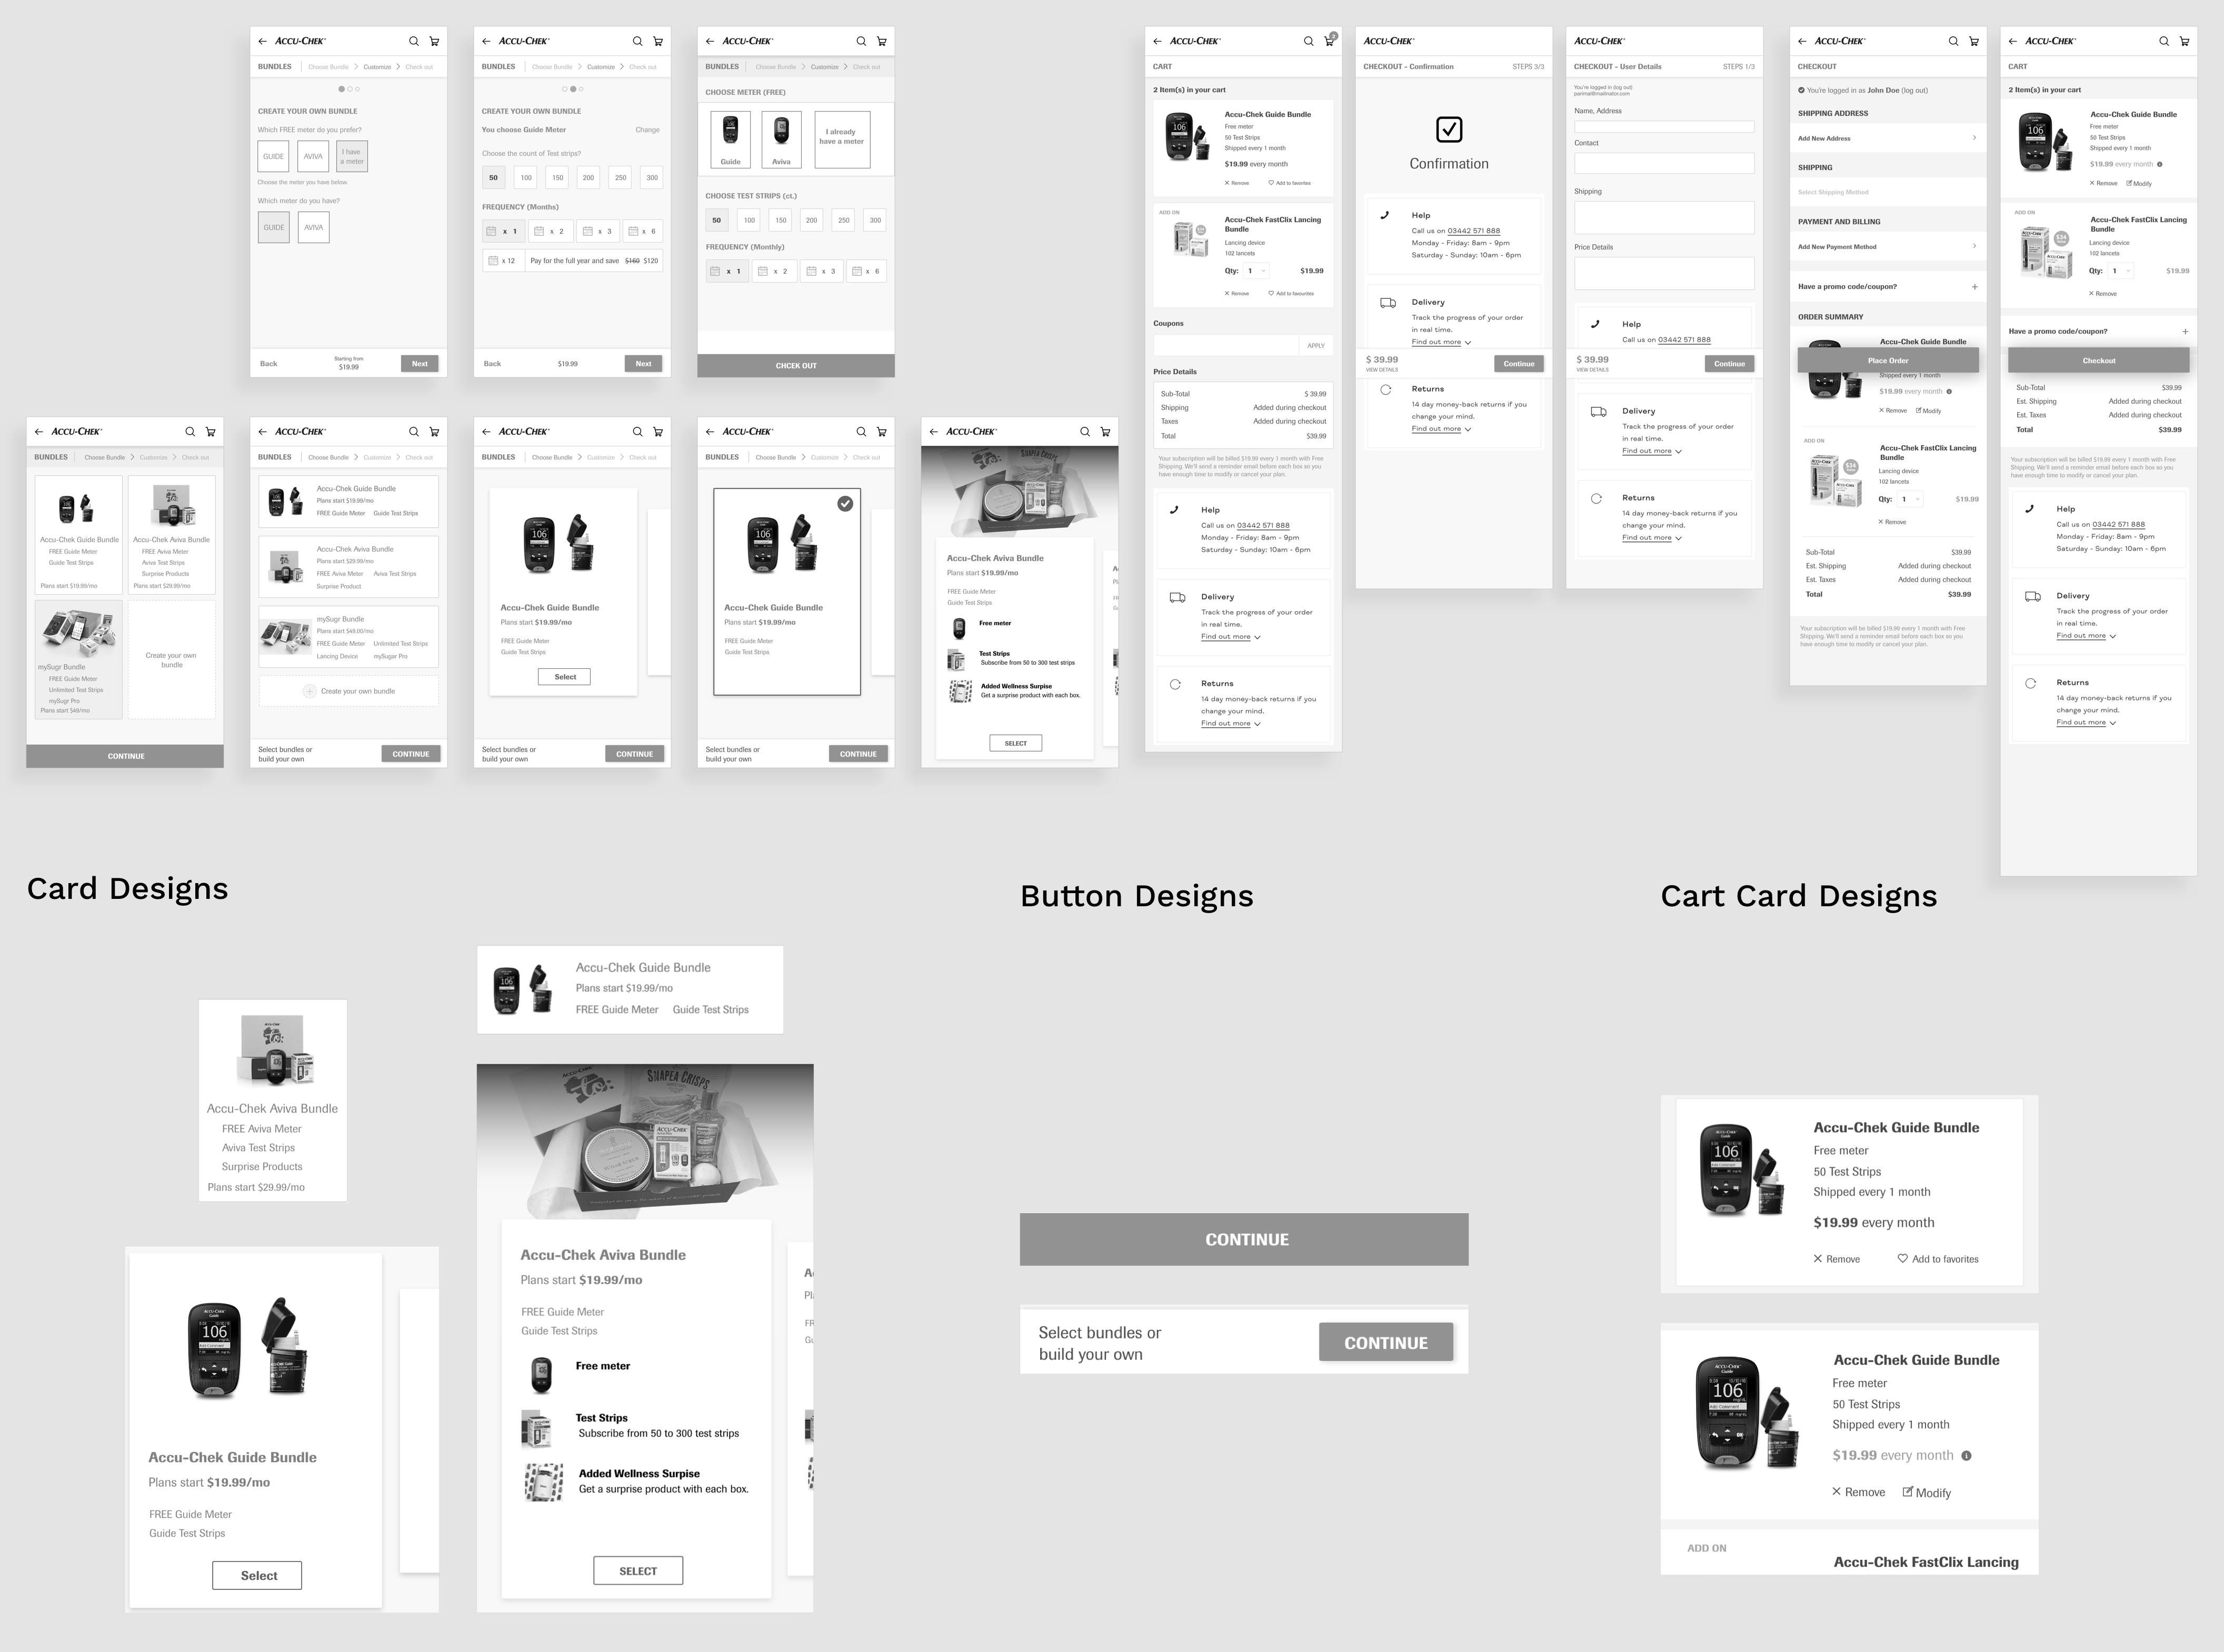 ACCU-CHEK
BUNDLES Choose Bundle Customize Check out
CREATE YOUR OWN BUNDLE
Which FREE meter do you prefer?
GUIDE
AVIVA
I have
a meter
Choose the meter you have below.
Which meter do you have?
GUIDE
AVIVA
Back
Starting from
$19.99
Next
ACCU-CHEK
BUNDLES Choose Bundle Customize Check out
CREATE YOUR OWN BUNDLE
You choose Guide Meter Change
Choose the count of Test strips?
50 100 150 200 250 300
FREQUENCY (Months)
x 1 x 2 x 3 x 6
x 12 Pay for the full year and save $160 $120
Back $19.99 Next
ACCU-CHEK
BUNDLES Choose Bundle Customize Check out
CHOOSE METER (FREE)
Guide
Aviva
I already
have a meter
CHOOSE TEST STRIPS (ct.)
50 100 150 200 250 300
FREQUENCY (Monthly)
x 1 x 2 x 3 x 6
CHCEK OUT
ACCU-CHEK
CART
2 Item(s) in your cart
Accu-Chek Guide Bundle
Free meter
50 Test Strips
Shipped every 1 month
$19.99 every month
Remove Add to favorites
ADD ON
Accu-Chek FastClix Lancing
Bundle
Lancing device
102 lancets
Qty: 1 $19.99
Remove Add to favourites
Coupons
APPLY
Price Details
Sub-Total $ 39.99
Shipping Added during checkout
Taxes Added during checkout
Total $39.99
Your subscription will be billed $19.99 every 1 month with Free
Shipping. We'll send a reminder email before each box so you
have enough time to modify or cancel your plan.
Help
Call us on 03442 571 888
Monday - Friday: 8am - 9pm
Saturday - Sunday: 10am - 6pm
Delivery
Track the progress of your order
in real time.
Find out more
Returns
14 day money-back returns if you
change your mind.
Find out more
ACCU-CHEK
CHECKOUT - Confirmation STEPS 3/3
Confirmation
Help
Call us on 03442 571 888
Monday - Friday: 8am - 9pm
Saturday - Sunday: 10am - 6pm
Delivery
Track the progress of your order
in real time.
Find out more
$ 39.99
VIEW DETAILS
Continue
Returns
14 day money-back returns if you
change your mind.
Find out more
ACCU-CHEK
CHECKOUT - User Details STEPS 1/3
You're logged in (log out)
parimal@mailinator.com
Name, Address
Contact
Shipping
Price Details
Help
Call us on 03442 571 888
$ 39.99
VIEW DETAILS
Continue
Delivery
Track the progress of your order
in real time.
Find out more
Returns
14 day money-back returns if you
change your mind.
Find out more
ACCU-CHEK
CHECKOUT
You're logged in as John Doe (log out)
SHIPPING ADDRESS
Add New Address
SHIPPING
Select Shipping Method
PAYMENT AND BILLING
Add New Payment Method
Have a promo code/coupon?
ORDER SUMMARY
Accu-Chek Guide Bundle
Place Order
Shipped every 1 month
$19.99 every month
Remove Modify
ADD ON
Accu-Chek FastClix Lancing
Bundle
Lancing device
102 lancets
Qty: 1 $19.99
Remove
Sub-Total $39.99
Est. Shipping Added during checkout
Est. Taxes Added during checkout
Total $39.99
Your subscription will be billed $19.99 every 1 month with Free
Shipping. We'll send a reminder email before each box so you
have enough time to modify or cancel your plan.
ACCU-CHEK
CART
2 Item(s) in your cart
Accu-Chek Guide Bundle
Free meter
50 Test Strips
Shipped every 1 month
$19.99 every month
Remove Modify
ADD ON
Accu-Chek FastClix Lancing
Bundle
Lancing device
102 lancets
Qty: 1 $19.99
Remove
Have a promo code/coupon?
Checkout
Sub-Total $39.99
Est. Shipping Added during checkout
Est. Taxes Added during checkout
Total $39.99
Your subscription will be billed $19.99 every 1 month with Free
Shipping. We'll send a reminder email before each box so you
have enough time to modify or cancel your plan.
Help
Call us on 03442 571 888
Monday - Friday: 8am - 9pm
Saturday - Sunday: 10am - 6pm
Delivery
Track the progress of your order
in real time.
Find out more
Returns
14 day money-back returns if you
change your mind.
Find out more
ACCU-CHEK
BUNDLES Choose Bundle Customize Check out
Accu-Chek Guide Bundle
FREE Guide Meter
Guide Test Strips
Plans start $19.99/mo
Accu-Chek Aviva Bundle
FREE Aviva Meter
Aviva Test Strips
Surprise Products
Plans start $29.99/mo
mySugr Bundle
FREE Guide Meter
Unlimited Test Strips
mySugr Pro
Plans start $49/mo
Create your own
bundle
CONTINUE
ACCU-CHEK
BUNDLES Choose Bundle Customize Check out
Accu-Chek Guide Bundle
Plans start $19.99/mo
FREE Guide Meter Guide Test Strips
Accu-Chek Aviva Bundle
Plans start $29.99/mo
FREE Aviva Meter Aviva Test Strips
Surprise Product
mySugr Bundle
Plans start $49.00/mo
FREE Guide Meter Unlimited Test Strips
Lancing Device mySugar Pro
Create your own bundle
Select bundles or
build your own
CONTINUE
ACCU-CHEK
BUNDLES Choose Bundle Customize Check out
106
Accu-Chek Guide Bundle
Plans start $19.99/mo
FREE Guide Meter
Guide Test Strips
Select
Select bundles or
build your own
CONTINUE
ACCU-CHEK
BUNDLES Choose Bundle Customize Check out
106
Accu-Chek Guide Bundle
Plans start $19.99/mo
FREE Guide Meter
Guide Test Strips
Select bundles or
build your own
CONTINUE
ACCU-CHEK
SNAPEA CRISPS
Accu-Chek Aviva Bundle
Plans start $19.99/mo
FREE Guide Meter
Guide Test Strips
Free meter
Test Strips
Subscribe from 50 to 300 test strips
Added Wellness Surpise
Get a surprise product with each box.
SELECT
Card Designs
Button Designs
Cart Card Designs
Accu-Chek Guide Bundle
Plans start $19.99/mo
FREE Guide Meter Guide Test Strips
Accu-Chek Aviva Bundle
FREE Aviva Meter
Aviva Test Strips
Surprise Products
Plans start $29.99/mo
ACCU-CHEK
SNAPEA CRISPS
SUGAR SCRUB
ACCU-CHEK
Accu-Chek Aviva Bundle
Plans start $19.99/mo
FREE Guide Meter
Guide Test Strips
Free meter
Test Strips
Subscribe from 50 to 300 test strips
Added Wellness Surpise
Get a surprise product with each box.
SELECT
ACCU-CHEK
Guide
106
Add Comment
Accu-Chek Guide Bundle
Plans start $19.99/mo
FREE Guide Meter
Guide Test Strips
Select
CONTINUE
Select bundles or
build your own
CONTINUE
ACCU-CHEK
Guide
106
Add Comment
Accu-Chek Guide Bundle
Free meter
50 Test Strips
Shipped every 1 month
$19.99 every month
Remove Add to favorites
ACCU-CHEK
Guide
106
mg/dL
Add Comment
OK
Accu-Chek Guide Bundle
Free meter
50 Test Strips
Shipped every 1 month
$19.99 every month
Remove Modify
ADD ON
Accu-Chek FastClix Lancing